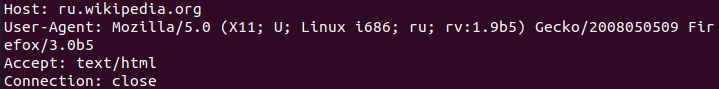 Host: ru.wikipedia.org
User-Agent: Mozilla/5.0 (X11; U; Linux i686; ru; rv:1.9b5) Gecko/2008050509 Fir
efox/3.0b5
Accept: text/html
Connection: close